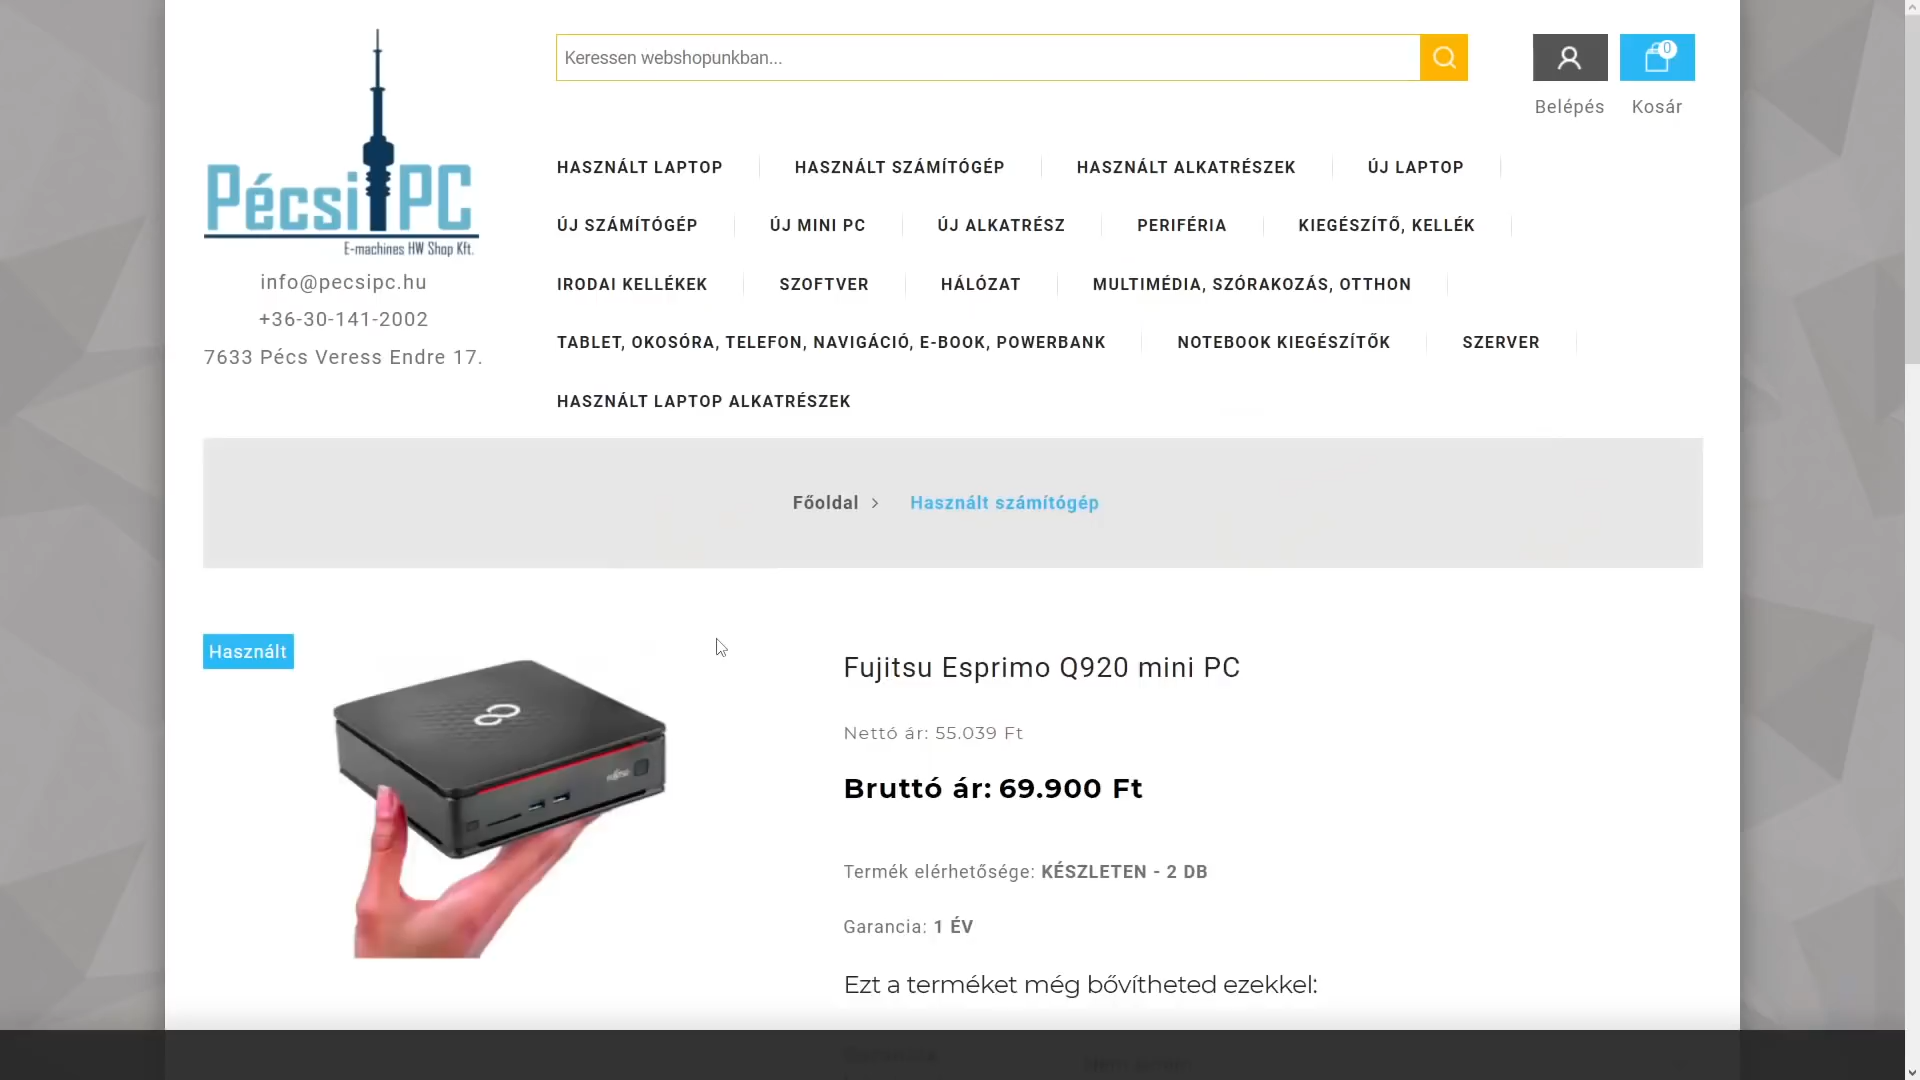 Keressen webshopunkban...
0
Belépés
Kosár
Pécsi PC
E-machines HW Shop Kft.
info@pecsipc.hu
+36-30-141-2002
7633 Pécs Veress Endre 17.
HASZNÁLT LAPTOP
HASZNÁLT SZÁMÍTÓGÉP
HASZNÁLT ALKATRÉSZEK
ÚJ LAPTOP
ÚJ SZÁMÍTÓGÉP
ÚJ MINI PC
ÚJ ALKATRÉSZ
PERIFÉRIA
KIEGÉSZÍTŐ, KELLÉK
IRODAI KELLÉKEK
SZOFTVER
HÁLÓZAT
MULTIMÉDIA, SZÓRAKOZÁS, OTTHON
TABLET, OKOSÓRA, TELEFON, NAVIGÁCIÓ, E-BOOK, POWERBANK
NOTEBOOK KIEGÉSZÍTŐK
SZERVER
HASZNÁLT LAPTOP ALKATRÉSZEK
Főoldal
Használt számítógép
Használt
Fujitsu Esprimo Q920 mini PC
Nettó ár: 55.039 Ft
Bruttó ár: 69.900 Ft
Termék elérhetősége: KÉSZLETEN - 2 DB
Garancia: 1 ÉV
Ezt a terméket még bővítheted ezekkel: